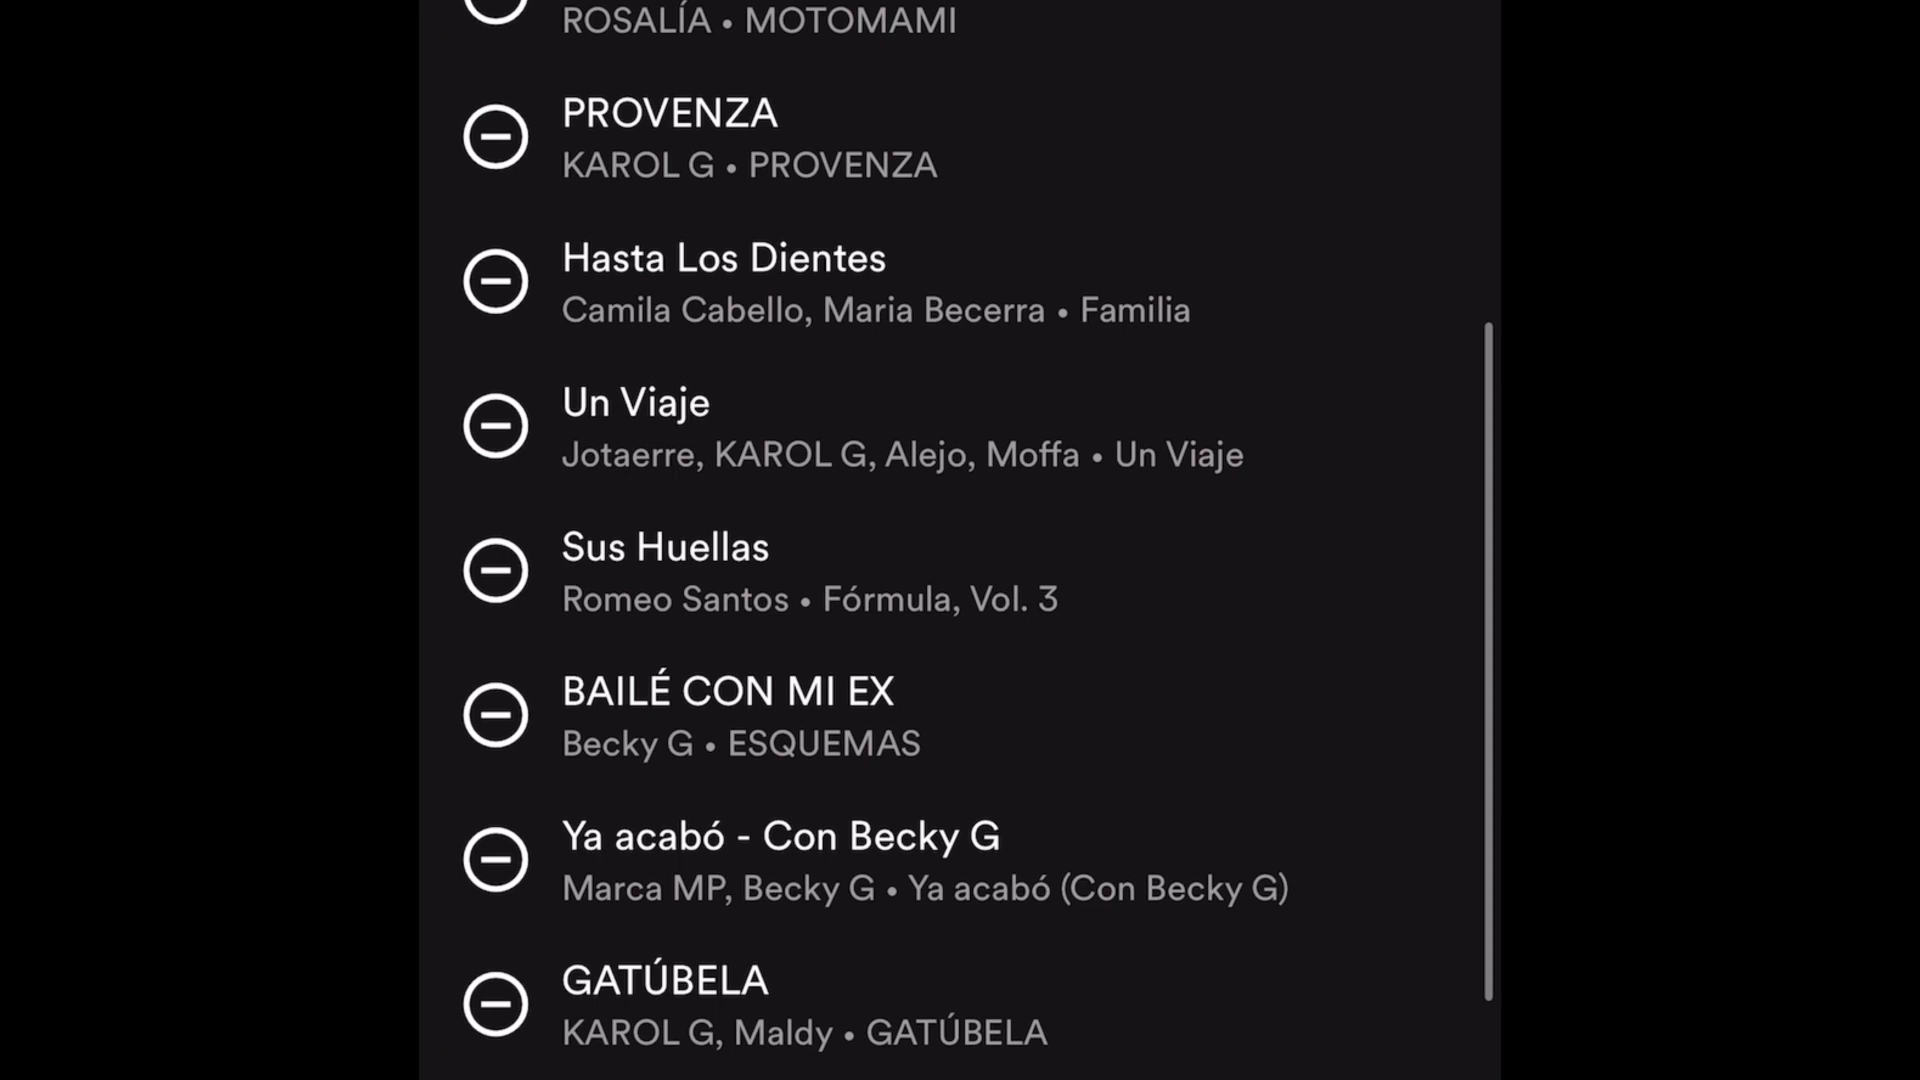 ROSALÍA • MOTOMAMI
PROVENZA
KAROL G • PROVENZA
Hasta Los Dientes
Camila Cabello, Maria Becerra • Familia
Un Viaje
Jotaerre, KAROL G, Alejo, Moffa • Un Viaje
Sus Huellas
Romeo Santos • Fórmula, Vol. 3
BAILÉ CON MI EX
Becky G • ESQUEMAS
Ya acabó - Con Becky G
Marca MP, Becky G • Ya acabó (Con Becky G)
GATÚBELA
KAROL G, Maldy • GATÚBELA